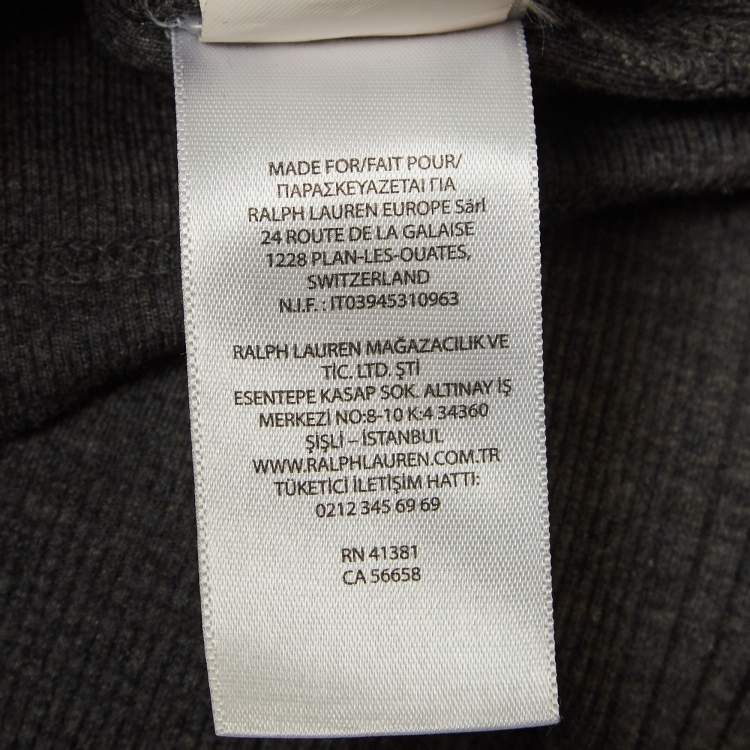 MADE FOR/FAIT POUR/
ΠΑΡΑΣΚΕΥΑΖΕΤΑΙ ΓΙΑ
RALPH LAUREN EUROPE Sárl
24 ROUTE DE LA GALAISE
1228 PLAN-LES-OUATES,
SWITZERLAND
N.I.F. : IT03945310963
RALPH LAUREN MAĞAZACILIK VE
TİC. LTD. ŞTİ
ESENTEPE KASAP SOK. ALTINAY İŞ
MERKEZİ NO:8-10 K:4 34360
ŞİŞLİ – İSTANBUL
WWW.RALPHLAUREN.COM.TR
TÜKETİCİ İLETİŞİM HATTI:
0212 345 69 69
RN 41381
CA 56658